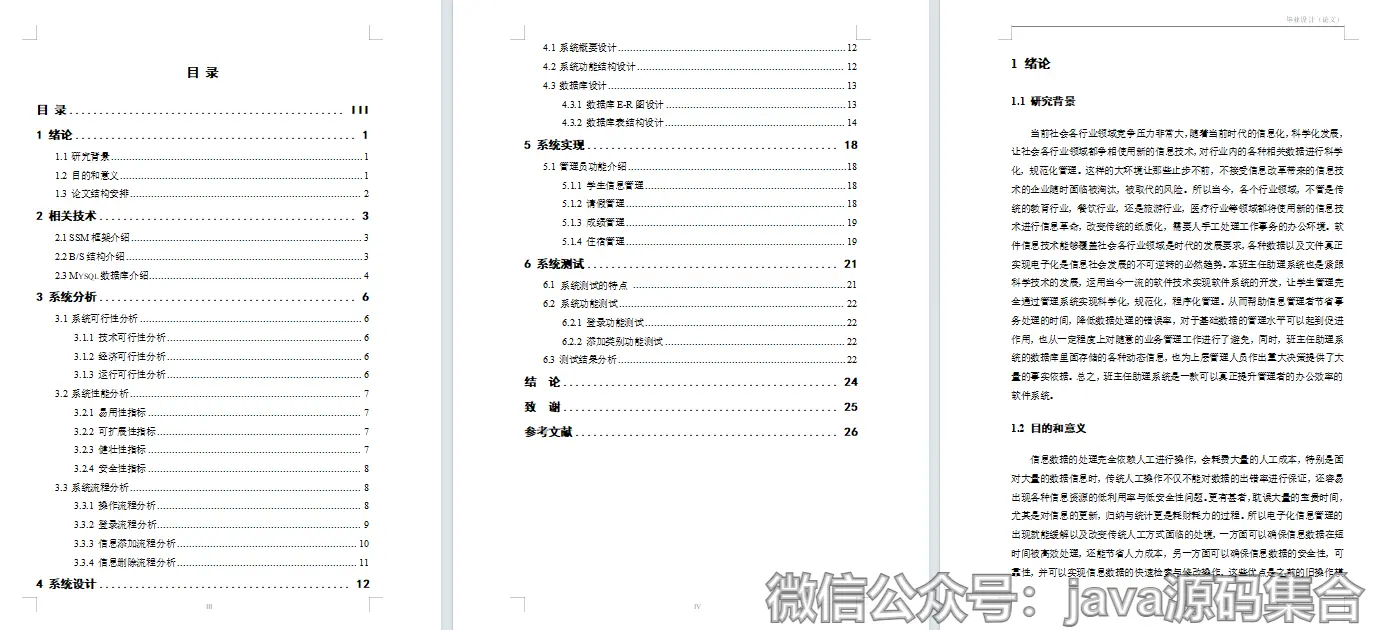 目 录
目 录 III
1 绪论 1
1.1 研究背景 1
1.2 目的和意义 1
1.3 论文结构安排 2
2 相关技术 3
2.1 SSM 框架介绍 3
2.2 B/S 结构介绍 3
2.3 MYSQL 数据库介绍 4
3 系统分析 6
3.1 系统可行性分析 6
3.1.1 技术可行性分析 6
3.1.2 经济可行性分析 6
3.1.3 运行可行性分析 6
3.2 系统性能分析 7
3.2.1 易用性指标 7
3.2.2 可扩展性指标 7
3.2.3 健壮性指标 7
3.2.4 安全性指标 8
3.3 系统流程分析 8
3.3.1 操作流程分析 8
3.3.2 登录流程分析 9
3.3.3 信息添加流程分析 10
3.3.4 信息删除流程分析 11
4 系统设计 12
III
4.1 系统概要设计 12
4.2 系统功能结构设计 12
4.3 数据库设计 13
4.3.1 数据库 E-R 图设计 13
4.3.2 数据库表结构设计 14
5 系统实现 18
5.1 管理员功能介绍 18
5.1.1 学生信息管理 18
5.1.2 请假管理 18
5.1.3 成绩管理 19
5.1.4 住宿管理 19
6 系统测试 21
6.1 系统测试的特点 21
6.2 系统功能测试 22
6.2.1 登录功能测试 22
6.2.2 添加类别功能测试 22
6.3 测试结果分析 22
结 论 24
致 谢 25
参考文献 26
IV
毕业设计（论文）
1 绪论
1.1 研究背景
当前社会各行业领域竞争压力非常大，随着当前时代的信息化，科学化发展，
让社会各行业领域都争相使用新的信息技术，对行业内的各种相关数据进行科学
化，规范化管理。这样的大环境让那些止步不前，不接受信息改革带来的信息技
术的企业随时面临被淘汰，被取代的风险。所以当今，各个行业领域，不管是传
统的教育行业，餐饮行业，还是旅游行业，医疗行业等领域都将使用新的信息技
术进行信息革命，改变传统的纸质化，需要人手工处理工作事务的办公环境。软
件信息技术能够覆盖社会各行业领域是时代的发展要求，各种数据以及文件真正
实现电子化是信息社会发展的不可逆转的必然趋势。本班主任助理系统也是紧跟
科学技术的发展，运用当今一流的软件技术实现软件系统的开发，让学生管理完
全通过管理系统实现科学化，规范化，程序化管理。从而帮助信息管理者节省事
务处理的时间，降低数据处理的错误率，对于基础数据的管理水平可以起到促进
作用，也从一定程度上对随意的业务管理工作进行了避免，同时，班主任助理系
统的数据库里面存储的各种动态信息，也为上层管理人员作出重大决策提供了大
量的事实依据。总之，班主任助理系统是一款可以真正提升管理者的办公效率的
软件系统。
1.2 目的和意义
信息数据的处理完全依赖人工进行操作，会耗费大量的人工成本，特别是面
对大量的数据信息时，传统人工操作不仅不能对数据的出错率进行保证，还容易
出现各种信息资源的低利用率与低安全性问题。更有甚者，耽误大量的宝贵时间，
尤其是对信息的更新，归纳与统计更是耗财耗力的过程。所以电子化信息管理的
出现就能缓解以及改变传统人工方式面临的处境，一方面可以确保信息数据在短
时间被高效处理，还能节省人力成本，另一方面可以确保信息数据的安全性，可
靠性，并可以实现信息数据的快速检索与修改操作，这些优点是之前的旧操作模
微信公众号：java源码集合